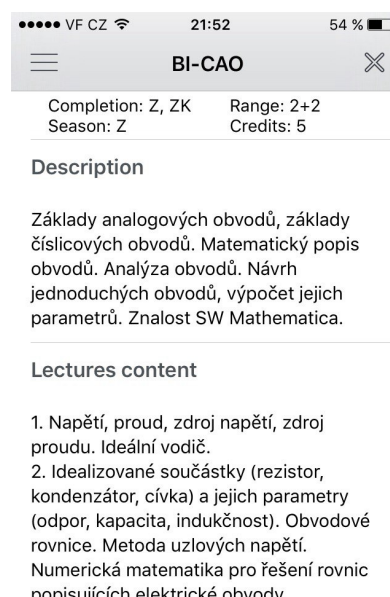 VF CZ 21:52 54 %
BI-CAO
Completion: Z, ZK Range: 2+2
Season: Z Credits: 5
Description
Základy analogových obvodů, základy
číslicových obvodů. Matematický popis
obvodů. Analýza obvodů. Návrh
jednoduchých obvodů, výpočet jejich
parametrů. Znalost SW Mathematica.
Lectures content
1. Napětí, proud, zdroj napětí, zdroj
proudu. Ideální vodič.
2. Idealizované součástky (rezistor,
kondenzátor, cívka) a jejich parametry
(odpor, kapacita, indukčnost). Obvodové
rovnice. Metoda uzlových napětí.
Numerická matematika pro řešení rovnic
popisujících elektrické obvody